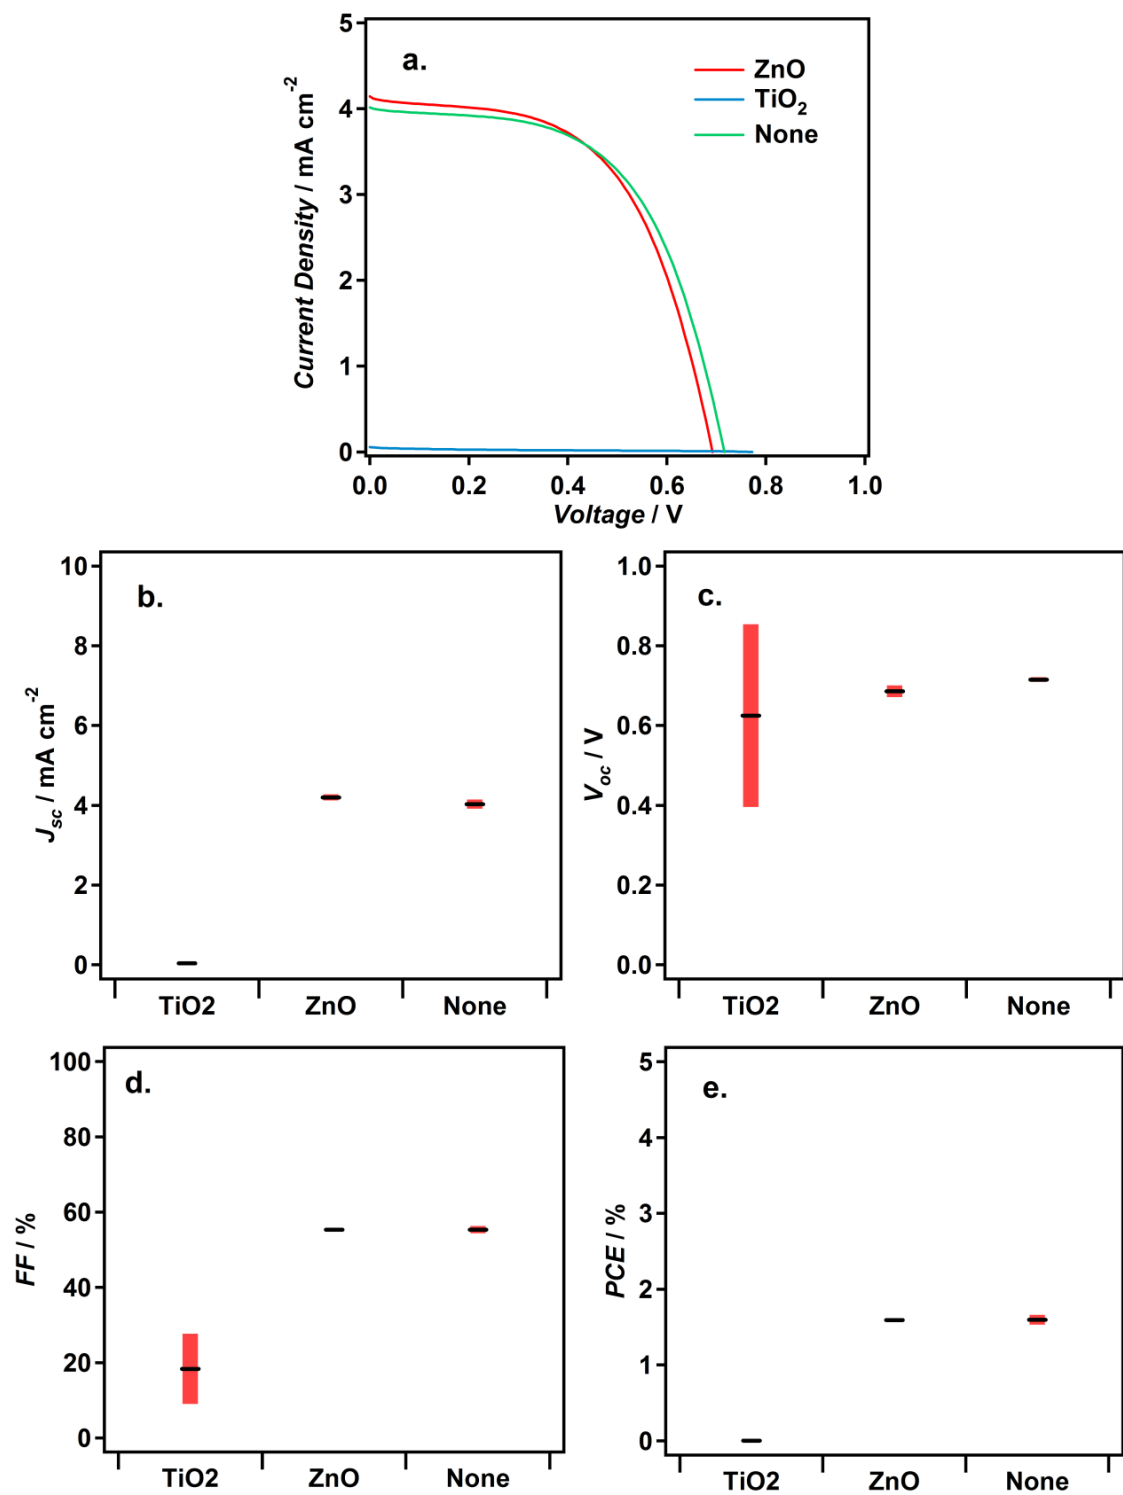 a.
ZnO
TiO₂
None
Current Density / mA cm⁻²
5
4
3
2
1
0
0.0 0.2 0.4 0.6 0.8 1.0
Voltage / V
b.
J_sc / mA cm⁻²
10
8
6
4
2
0
TiO2 ZnO None
c.
V_oc / V
1.0
0.8
0.6
0.4
0.2
0.0
TiO2 ZnO None
d.
FF / %
100
80
60
40
20
0
TiO2 ZnO None
e.
PCE / %
5
4
3
2
1
0
TiO2 ZnO None